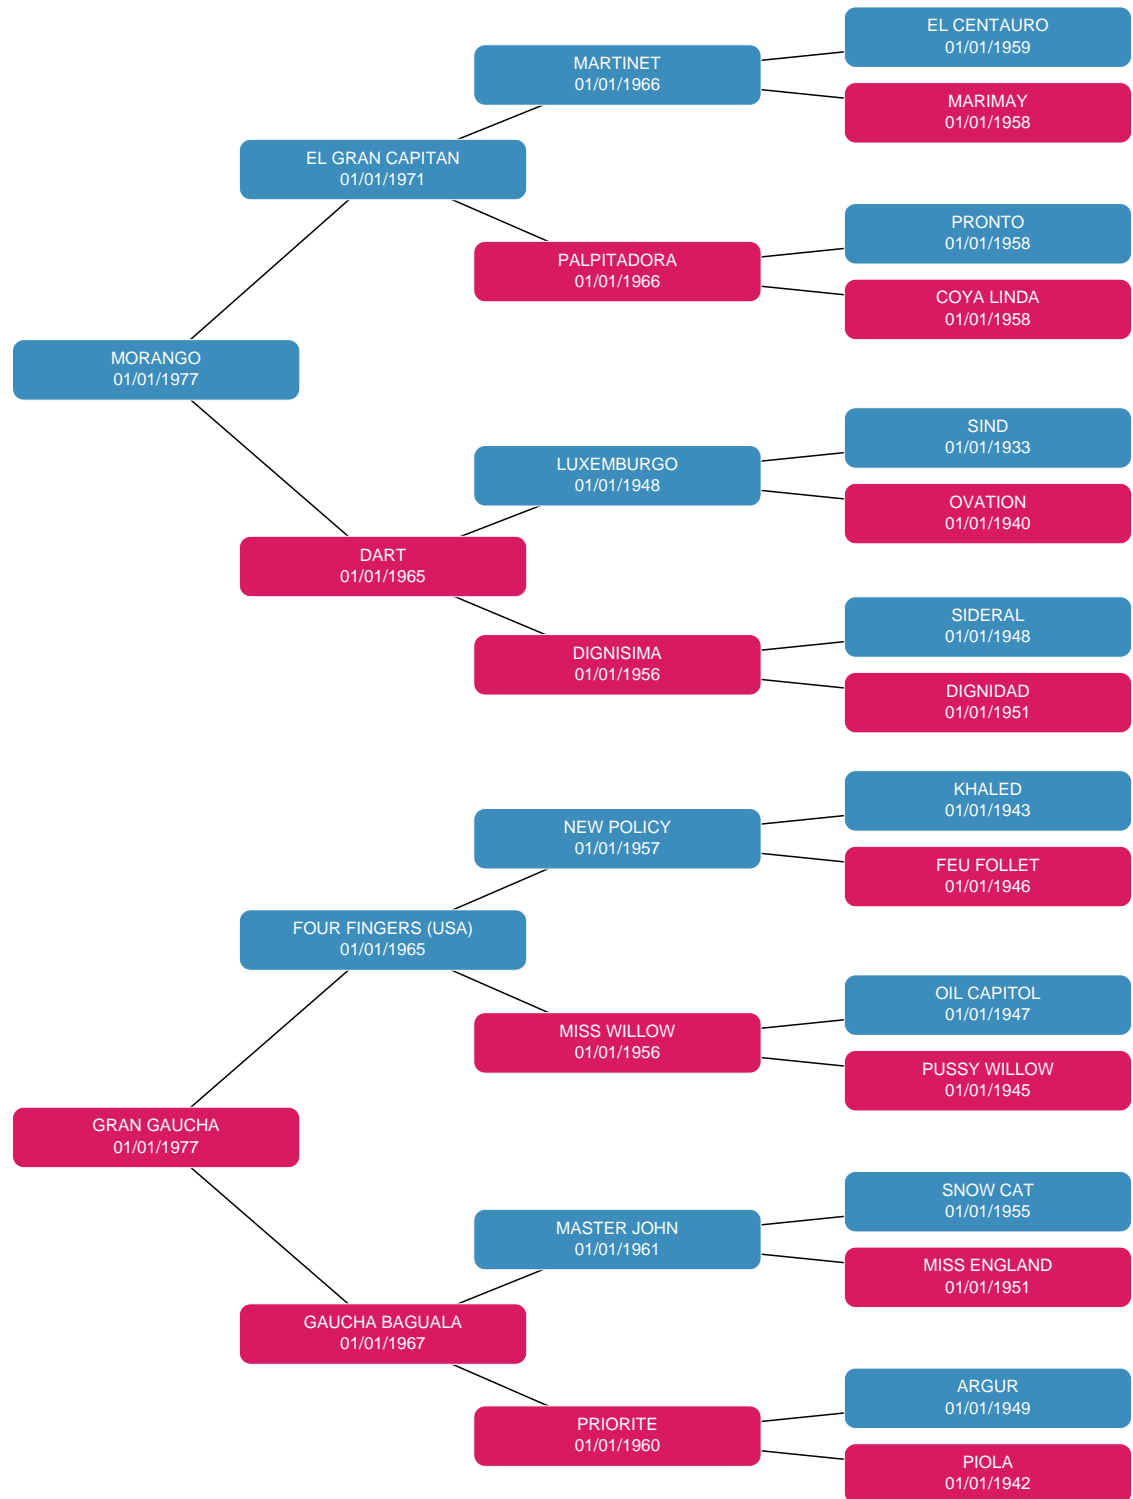 EL CENTAURO
01/01/1959
MARTINET
01/01/1966
MARIMAY
01/01/1958
EL GRAN CAPITAN
01/01/1971
PRONTO
01/01/1958
PALPITADORA
01/01/1966
COYA LINDA
01/01/1958
MORANGO
01/01/1977
SIND
01/01/1933
LUXEMBURGO
01/01/1948
OVATION
01/01/1940
DART
01/01/1965
SIDERAL
01/01/1948
DIGNISIMA
01/01/1956
DIGNIDAD
01/01/1951
KHALED
01/01/1943
NEW POLICY
01/01/1957
FEU FOLLET
01/01/1946
FOUR FINGERS (USA)
01/01/1965
OIL CAPITOL
01/01/1947
MISS WILLOW
01/01/1956
PUSSY WILLOW
01/01/1945
GRAN GAUCHA
01/01/1977
SNOW CAT
01/01/1955
MASTER JOHN
01/01/1961
MISS ENGLAND
01/01/1951
GAUCHA BAGUALA
01/01/1967
ARGUR
01/01/1949
PRIORITE
01/01/1960
PIOLA
01/01/1942